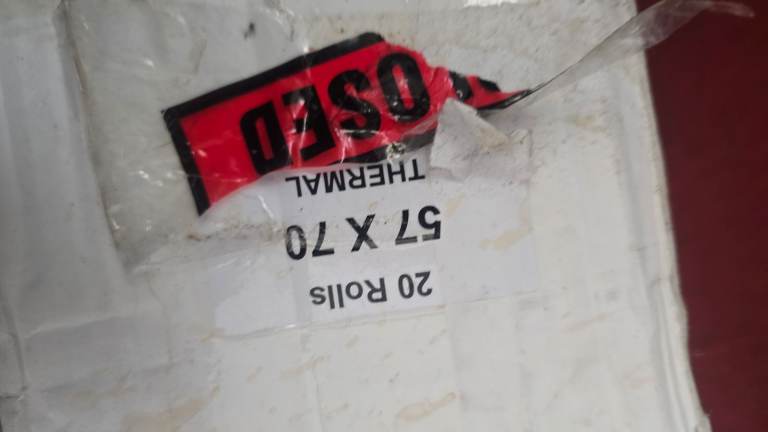 20 Rolls
57 X 70
THERMAL
OSED